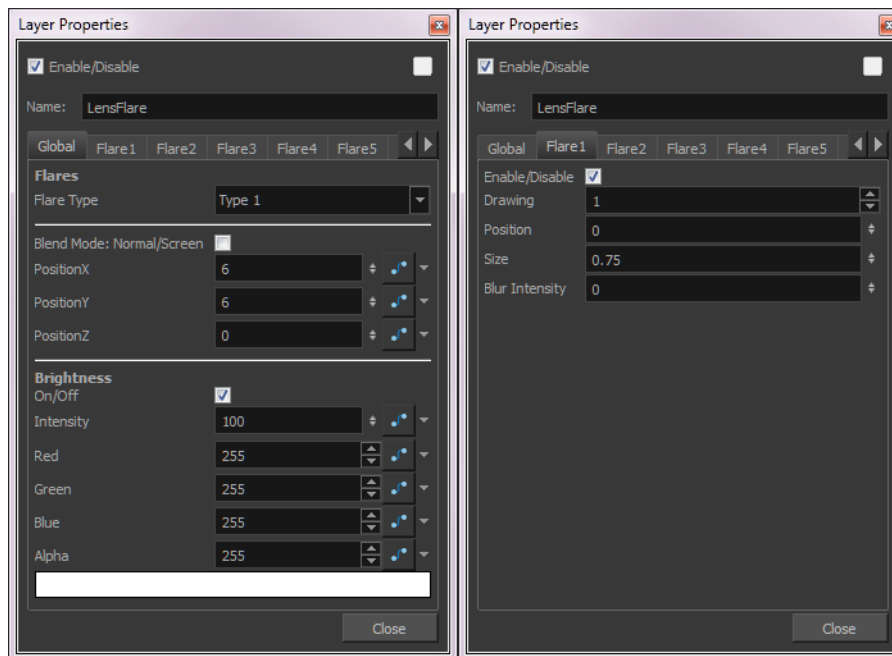 Layer Properties
Enable/Disable
Name: LensFlare
Global Flare1 Flare2 Flare3 Flare4 Flare5
Flares
Flare Type Type 1
Blend Mode: Normal/Screen
PositionX 6
PositionY 6
PositionZ 0
Brightness
On/Off
Intensity 100
Red 255
Green 255
Blue 255
Alpha 255
Close
Layer Properties
Enable/Disable
Name: LensFlare
Global Flare1 Flare2 Flare3 Flare4 Flare5
Enable/Disable
Drawing 1
Position 0
Size 0.75
Blur Intensity 0
Close